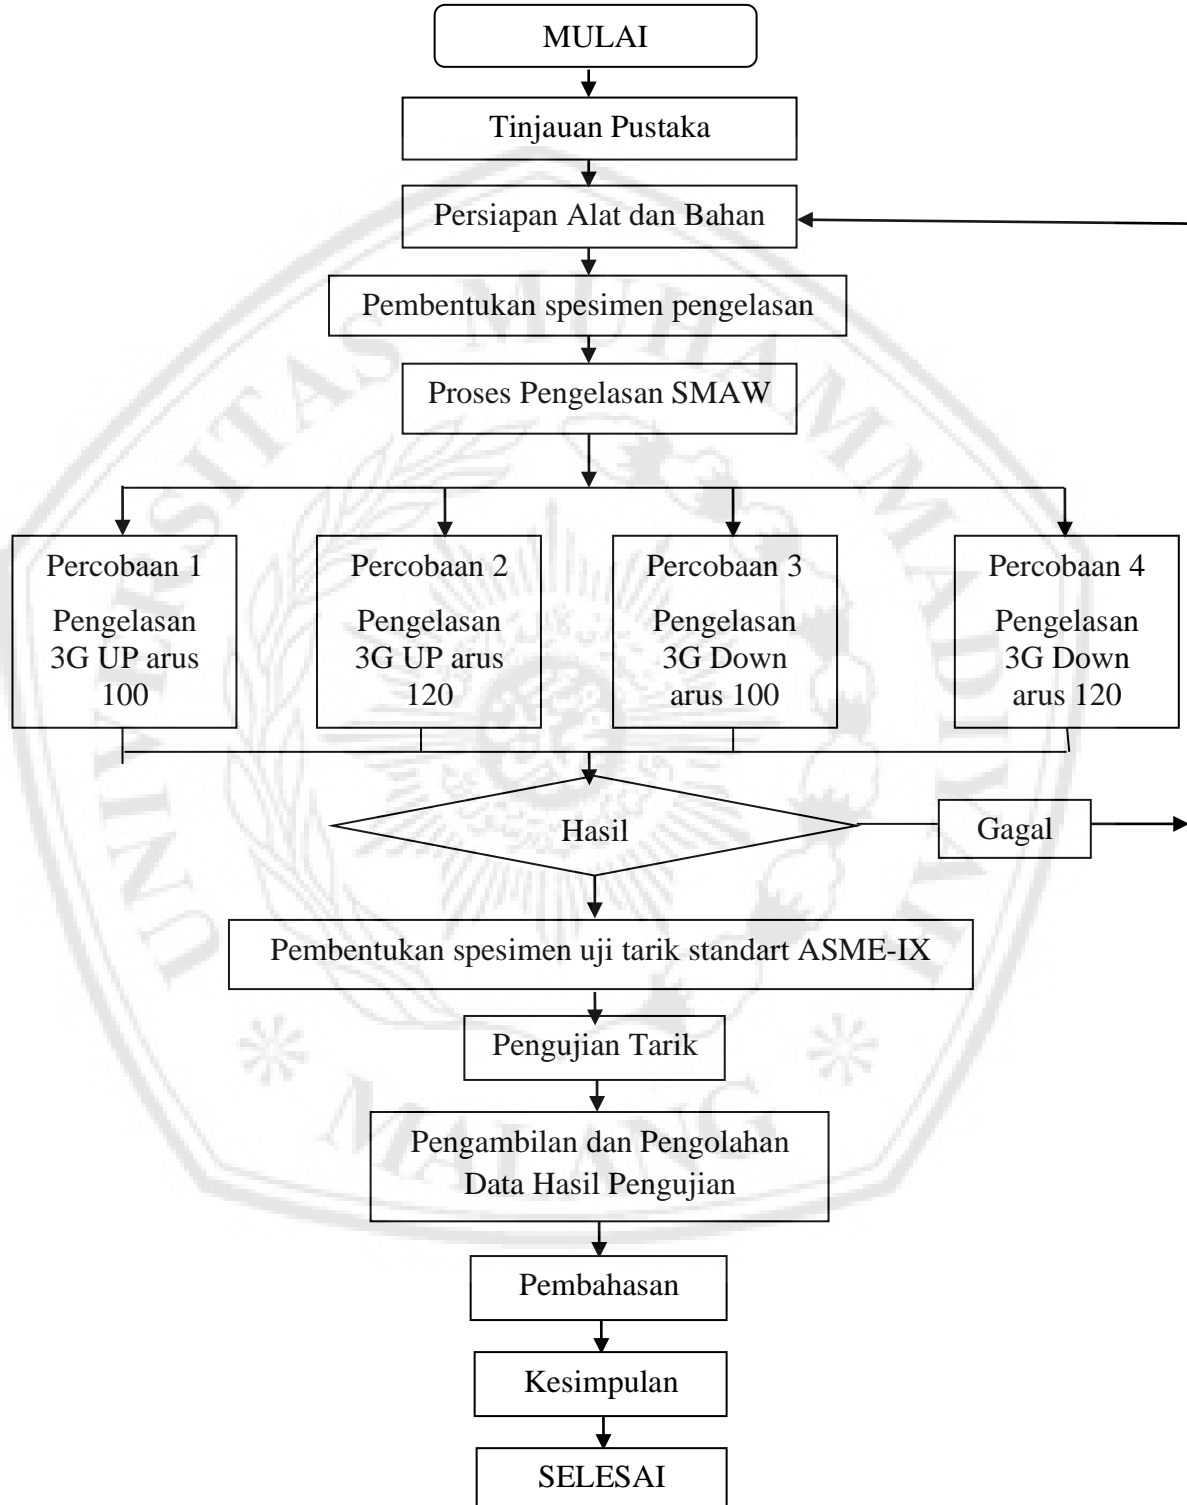 MULAI
Tinjauan Pustaka
Persiapan Alat dan Bahan
Pembentukan spesimen pengelasan
Proses Pengelasan SMAW
Percobaan 1
Pengelasan
3G UP arus
100
Percobaan 2
Pengelasan
3G UP arus
120
Percobaan 3
Pengelasan
3G Down
arus 100
Percobaan 4
Pengelasan
3G Down
arus 120
Hasil
Gagal
Pembentukan spesimen uji tarik standart ASME-IX
Pengujian Tarik
Pengambilan dan Pengolahan
Data Hasil Pengujian
Pembahasan
Kesimpulan
SELESAI
UNIVERSITAS MUHAMMADIYAH
MALANG